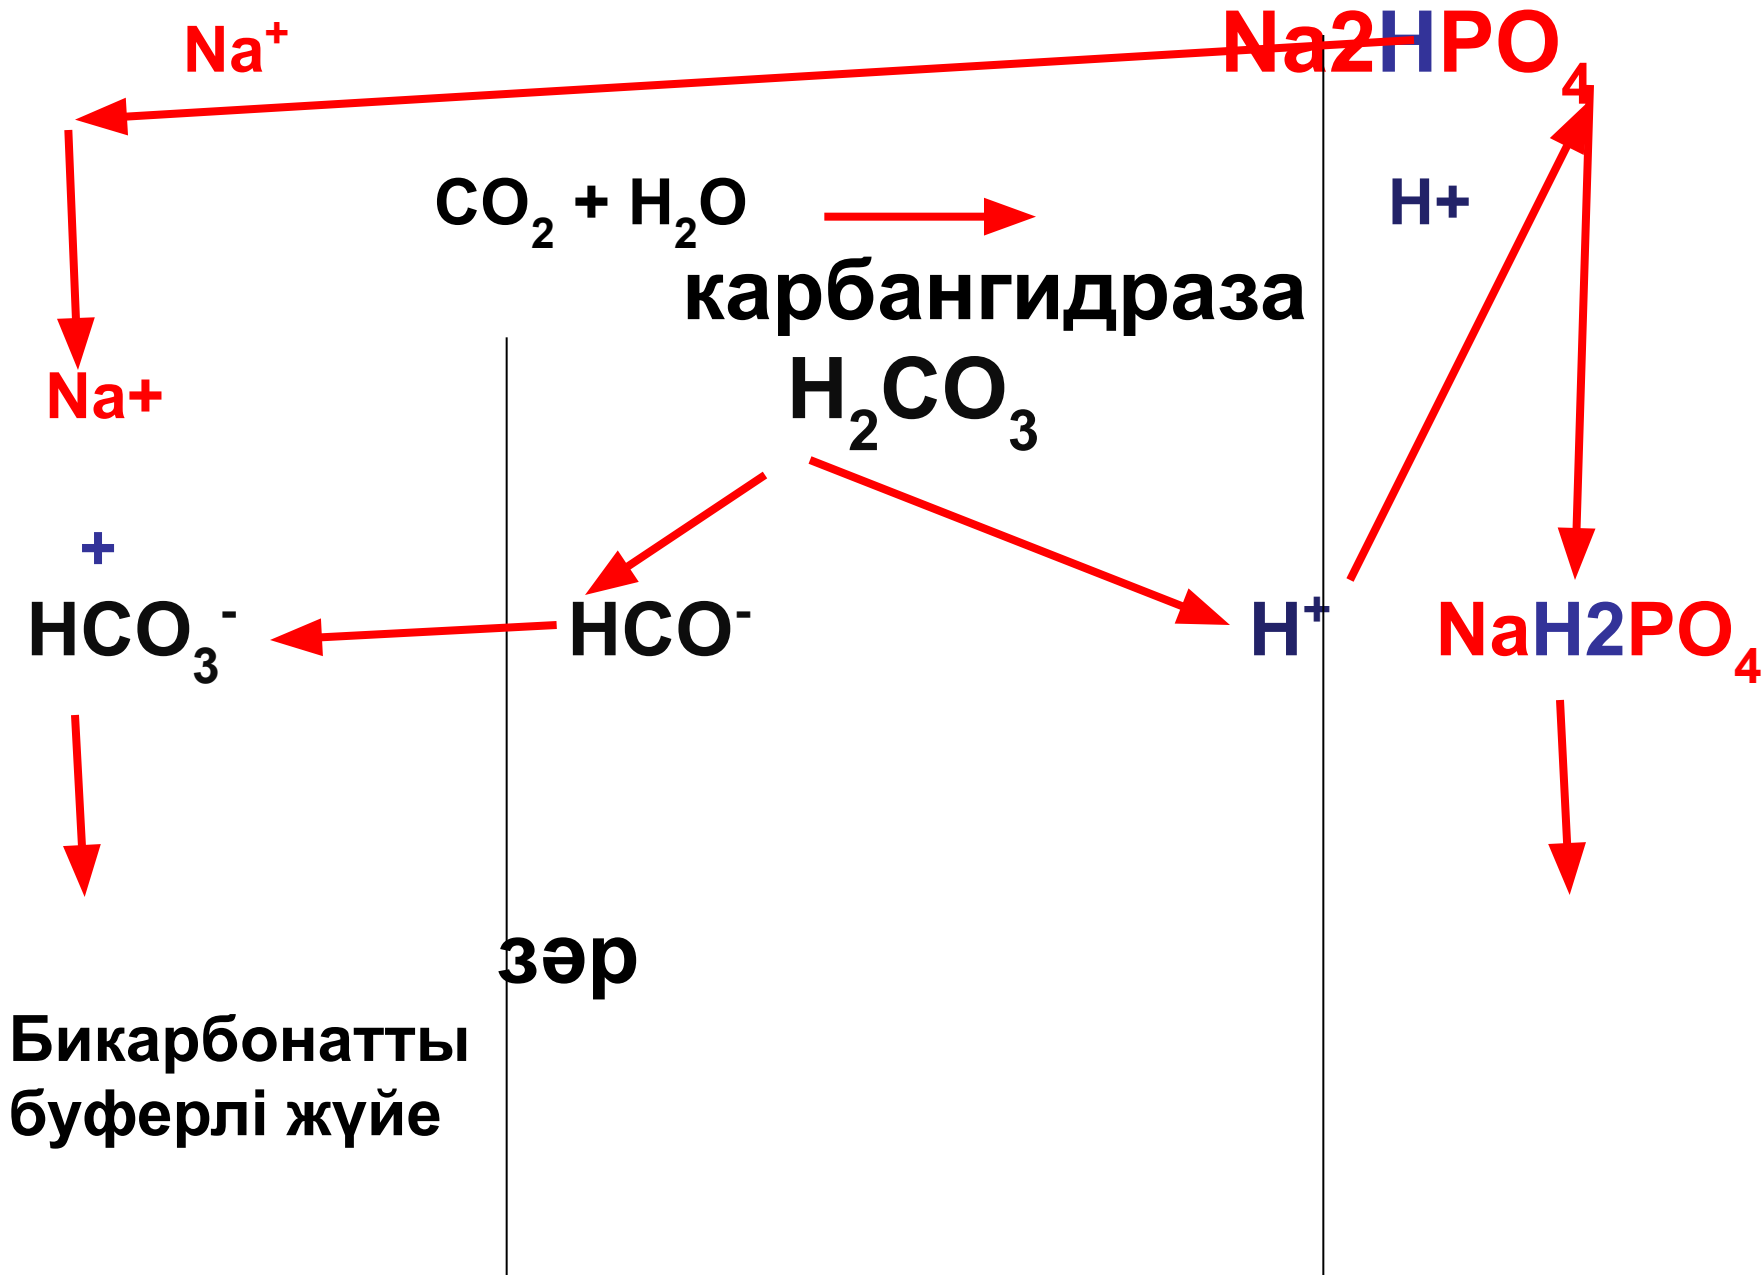 Na⁺ Na2HPO₄
CO₂ + H₂O H+
карбангидраза
H₂CO₃
Na+
+
HCO₃⁻ HCO⁻ H⁺ NaH2PO₄
зәр
Бикарбонатты
буферлі жүйе